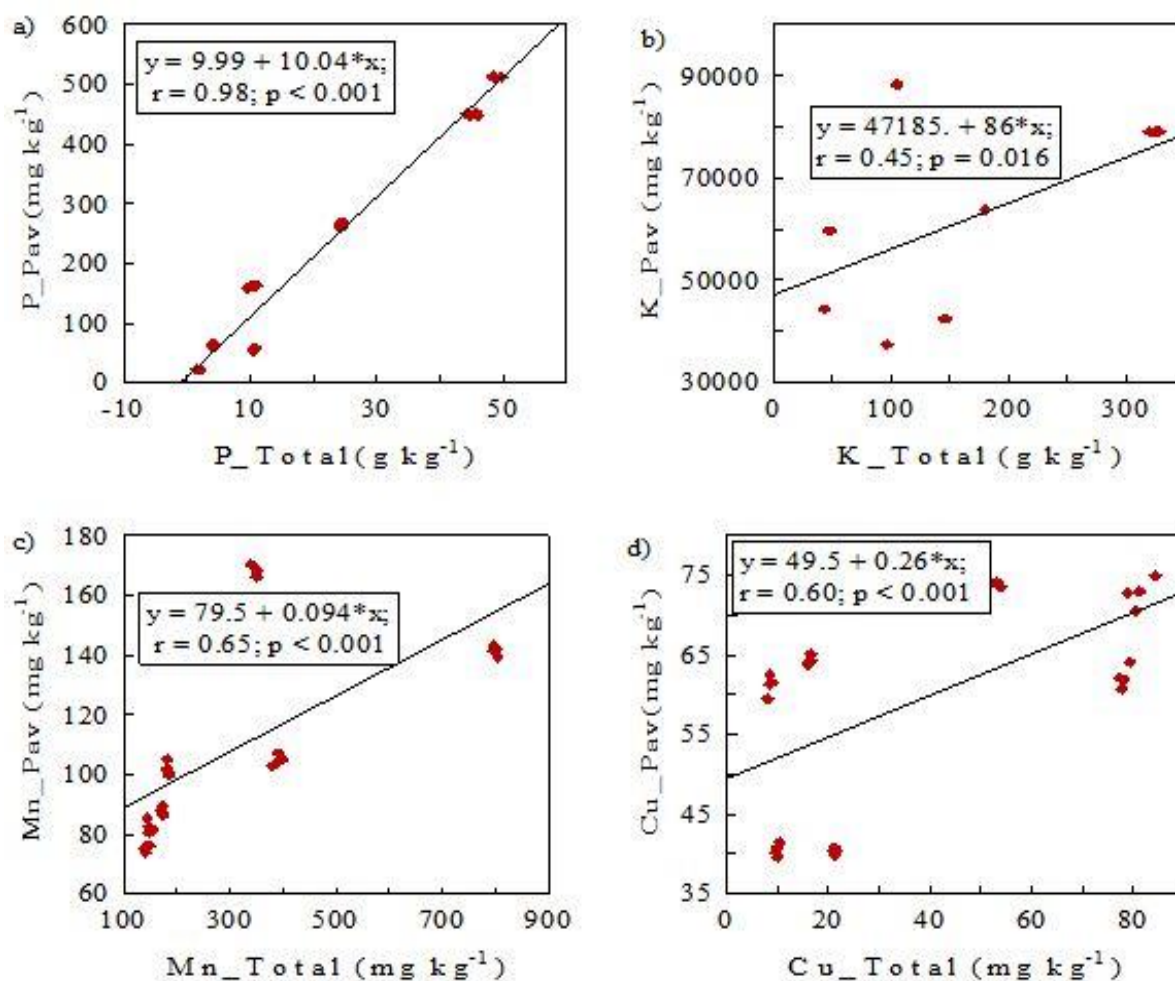 a)
600
500
400
300
200
100
0
P_Pav(mg kg⁻¹)
y = 9.99 + 10.04*x;
r = 0.98; p < 0.001
-10 10 30 50
P_Total(g kg⁻¹)
b)
90000
70000
50000
30000
K_Pav (mg kg⁻¹)
y = 47185. + 86*x;
r = 0.45; p = 0.016
0 100 200 300
K_Total (g kg⁻¹)
c)
180
160
140
120
100
80
60
Mn_Pav (mg kg⁻¹)
y = 79.5 + 0.094*x;
r = 0.65; p < 0.001
100 300 500 700 900
Mn_Total (mg kg⁻¹)
d)
75
65
55
45
35
Cu_Pav(mg kg⁻¹)
y = 49.5 + 0.26*x;
r = 0.60; p < 0.001
0 20 40 60 80
Cu_Total (mg kg⁻¹)